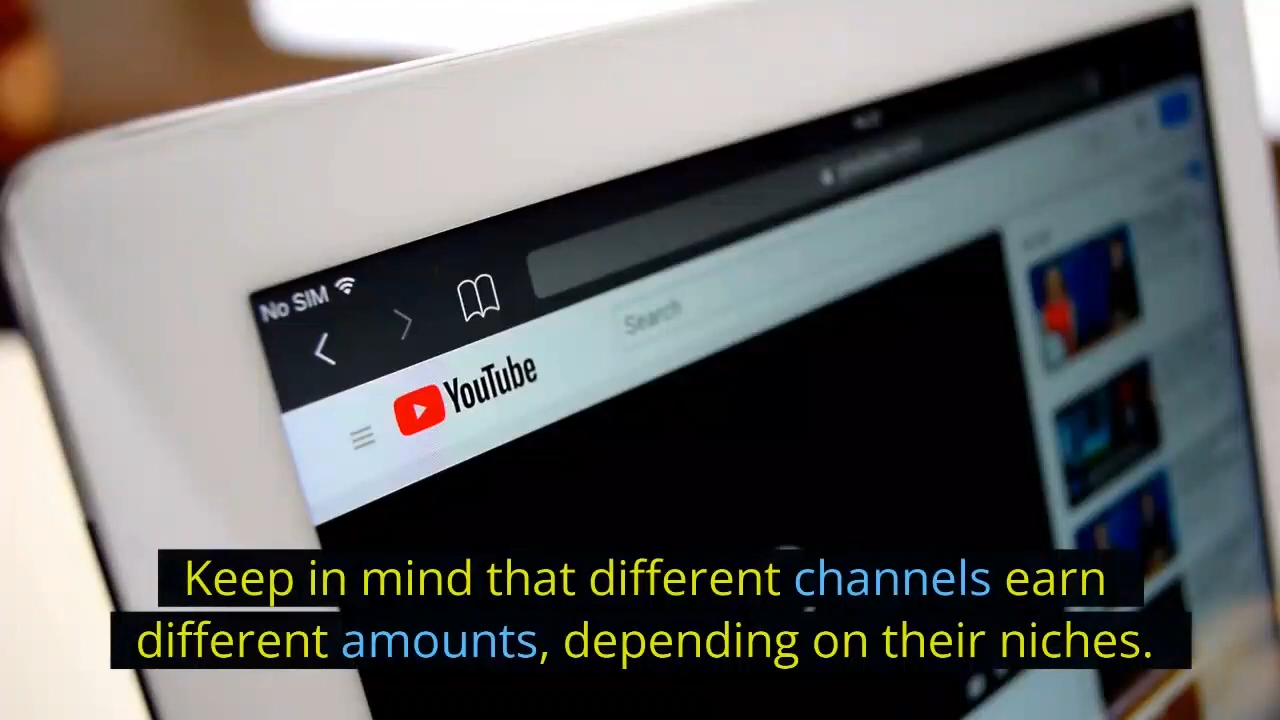 No SIM
Search
YouTube
Keep in mind that different channels earn
different amounts, depending on their niches.